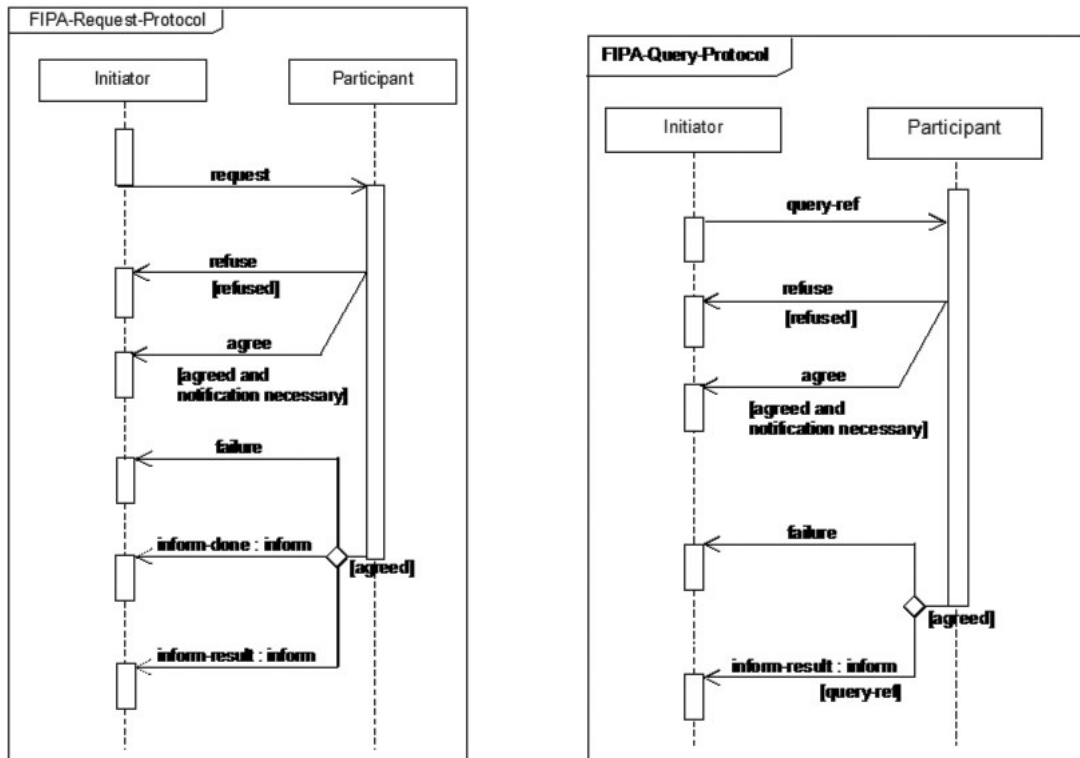 FIPA-Request-Protocol
Initiator
Participant
request
refuse
[refused]
agree
[agreed and
notification necessary]
failure
inform-done : inform
[agreed]
inform-result : inform
FIPA-Query-Protocol
Initiator
Participant
query-ref
refuse
[refused]
agree
[agreed and
notification necessary]
failure
[agreed]
inform-result : inform
[query-ref]